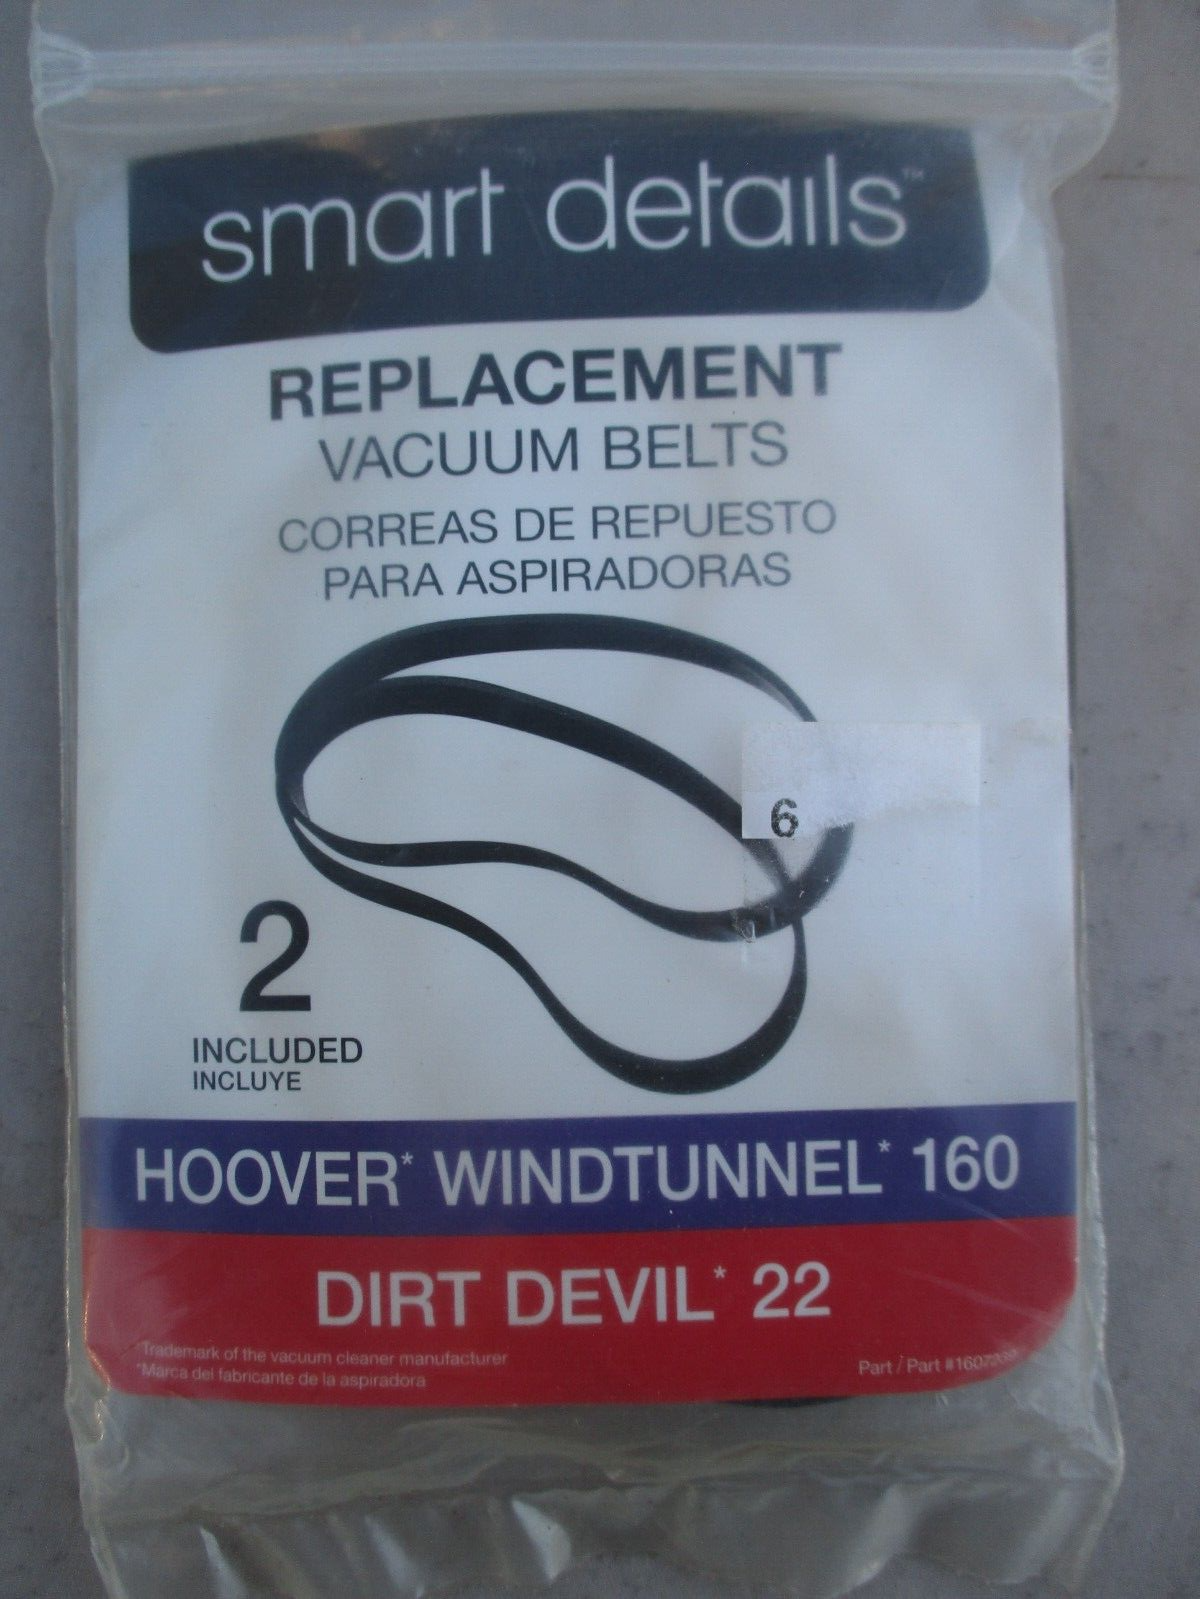 smart details™
REPLACEMENT
VACUUM BELTS
CORREAS DE REPUESTO
PARA ASPIRADORAS
6
2
INCLUDED
INCLUYE
HOOVER* WINDTUNNEL* 160
DIRT DEVIL* 22
*Trademark of the vacuum cleaner manufacturer
*Marca del fabricante de la aspiradora
Part / Part